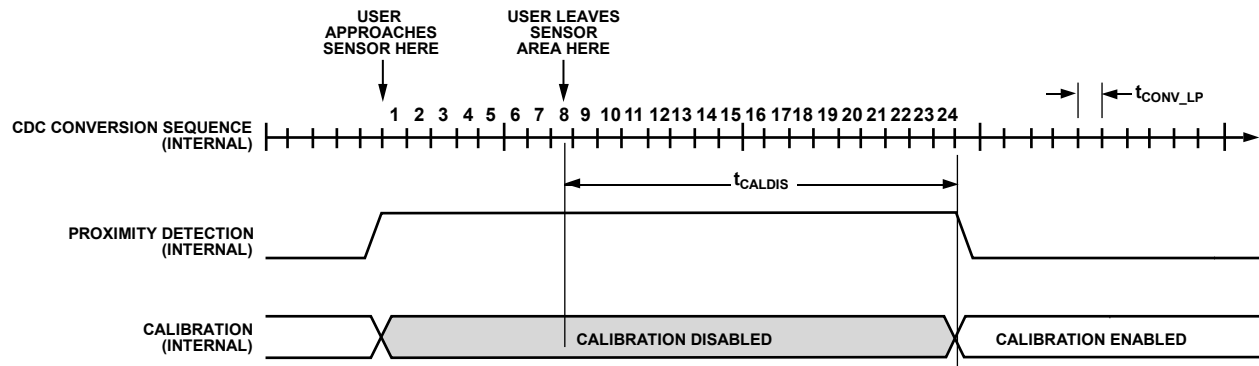 USER
APPROACHES
SENSOR HERE
USER LEAVES
SENSOR
AREA HERE
tCONV_LP
1 2 3 4 5 6 7 8 9 10 11 12 13 14 15 16 17 18 19 20 21 22 23 24
CDC CONVERSION SEQUENCE
(INTERNAL)
tCALDIS
PROXIMITY DETECTION
(INTERNAL)
CALIBRATION
(INTERNAL)
CALIBRATION DISABLED
CALIBRATION ENABLED